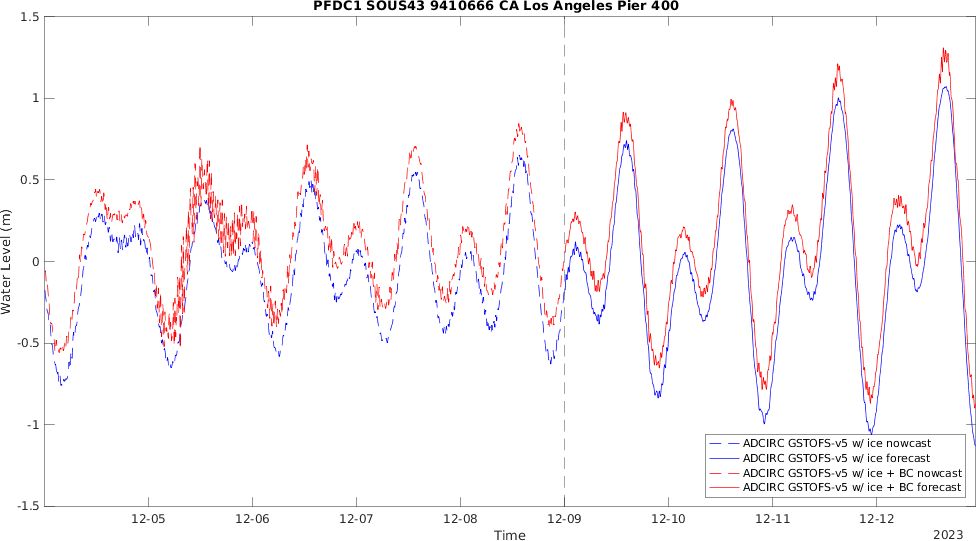 PFDC1 SOUS43 9410666 CA Los Angeles Pier 400
1.5
1
0.5
0
-0.5
-1
-1.5
Water Level (m)
12-05
12-06
12-07
12-08
12-09
12-10
12-11
12-12
Time
2023
ADCIRC GSTOFS-v5 w/ ice nowcast
ADCIRC GSTOFS-v5 w/ ice forecast
ADCIRC GSTOFS-v5 w/ ice + BC nowcast
ADCIRC GSTOFS-v5 w/ ice + BC forecast